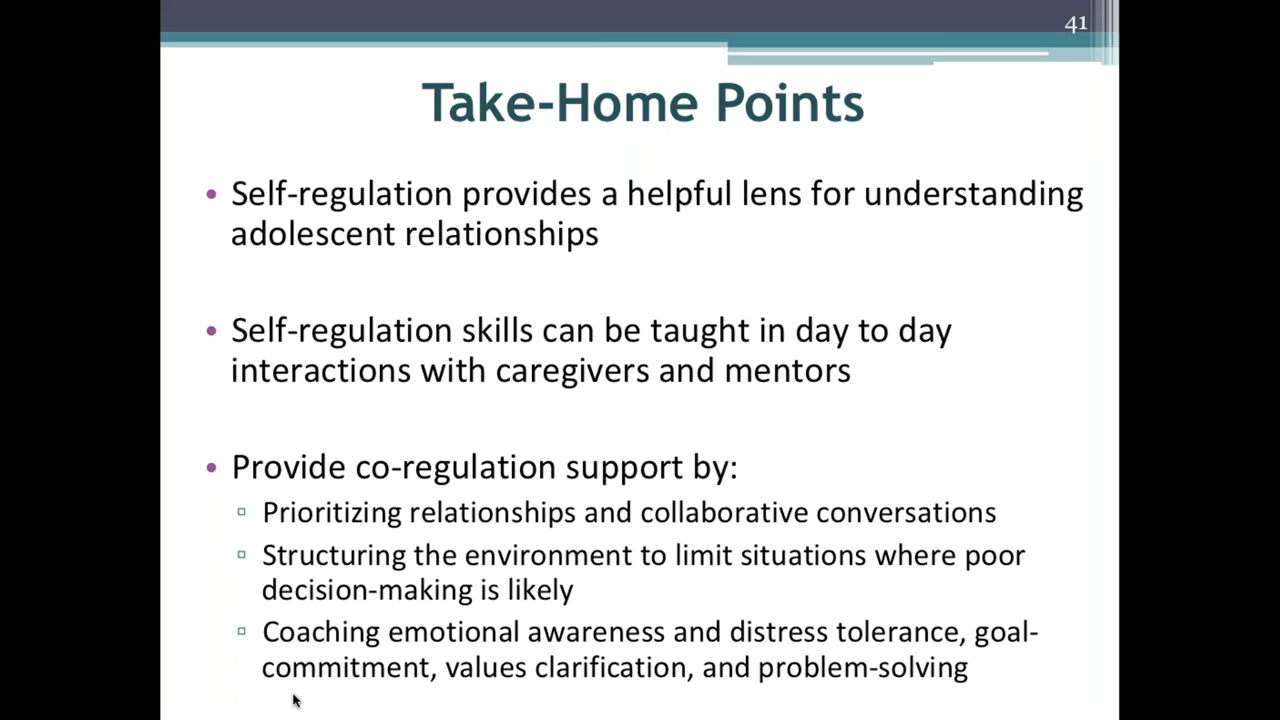 41
Take-Home Points
• Self-regulation provides a helpful lens for understanding
adolescent relationships
• Self-regulation skills can be taught in day to day
interactions with caregivers and mentors
• Provide co-regulation support by:
▫ Prioritizing relationships and collaborative conversations
▫ Structuring the environment to limit situations where poor
decision-making is likely
▫ Coaching emotional awareness and distress tolerance, goal-
commitment, values clarification, and problem-solving